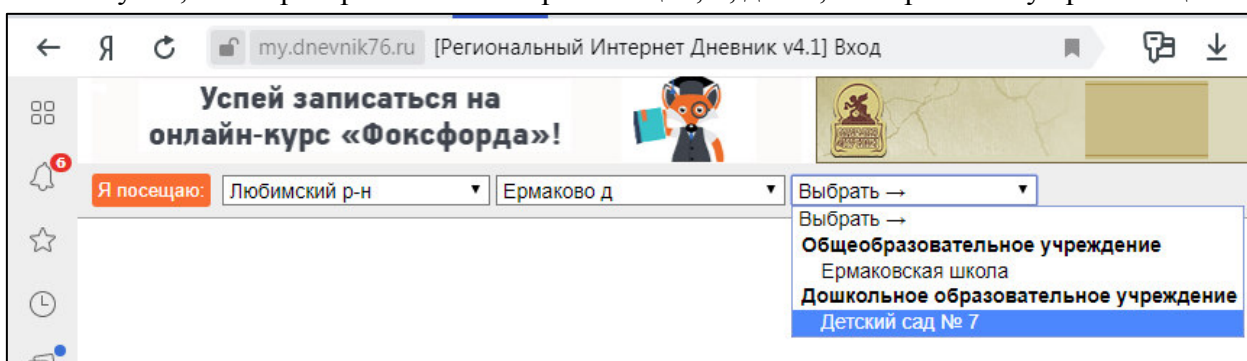 Я my.dnevnik76.ru [Региональный Интернет Дневник v4.1] Вход
Успей записаться на
онлайн-курс «Фоксфорда»!
6
Я посещаю: Любимский р-н Ермаково д Выбрать →
Выбрать →
Общеобразовательное учреждение
Ермаковская школа
Дошкольное образовательное учреждение
Детский сад № 7